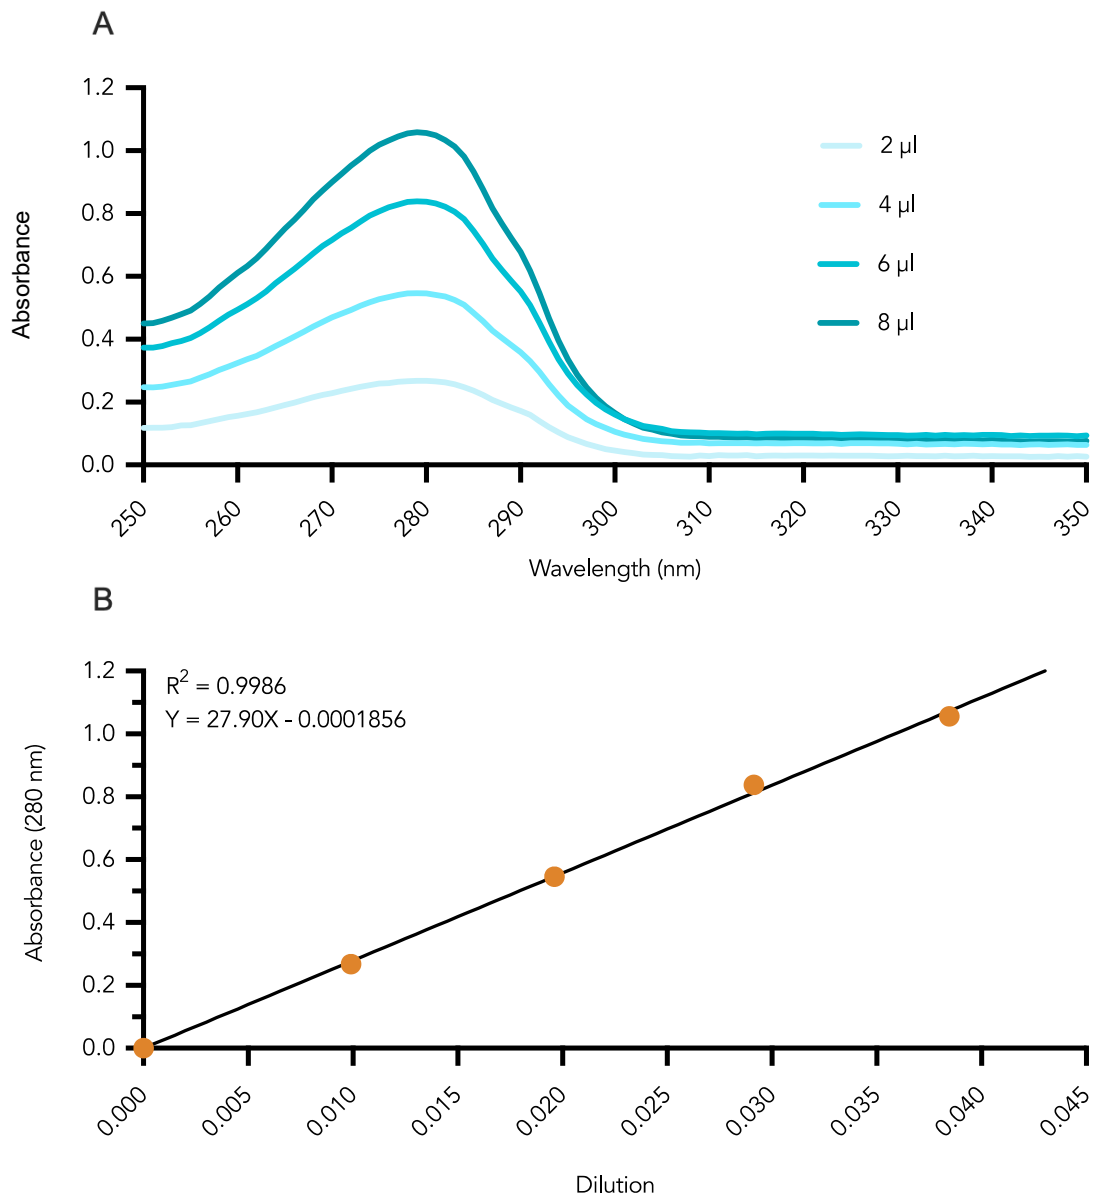 A
1.2
1.0
0.8
0.6
0.4
0.2
0.0
Absorbance
2 µl
4 µl
6 µl
8 µl
250
260
270
280
290
300
310
320
330
340
350
Wavelength (nm)
B
R² = 0.9986
Y = 27.90X - 0.0001856
1.2
1.0
0.8
0.6
0.4
0.2
0.0
Absorbance (280 nm)
0.000
0.005
0.010
0.015
0.020
0.025
0.030
0.035
0.040
0.045
Dilution